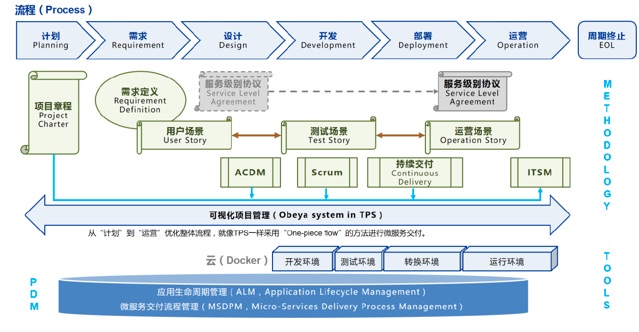 流程（Process）
计划
Planning
需求
Requirement
设计
Design
开发
Development
部署
Deployment
运营
Operation
周期终止
EOL
项目章程
Project
Charter
需求定义
Requirement
Definition
服务级别协议
Service Level
Agreement
服务级别协议
Service Level
Agreement
用户场景
User Story
测试场景
Test Story
运营场景
Operation Story
ACDM
Scrum
持续交付
Continuous
Delivery
ITSM
METHODOLOGY
可视化项目管理（Obeya system in TPS）
从“计划”到“运营”优化整体流程，就像TPS一样采用“One-piece flow”的方法进行微服务交付。
云（Docker）
开发环境
测试环境
转换环境
运行环境
PDM
应用生命周期管理（ALM，Application Lifecycle Management）
微服务交付流程管理（MSDPM，Micro-Services Delivery Process Management）
TOOLS